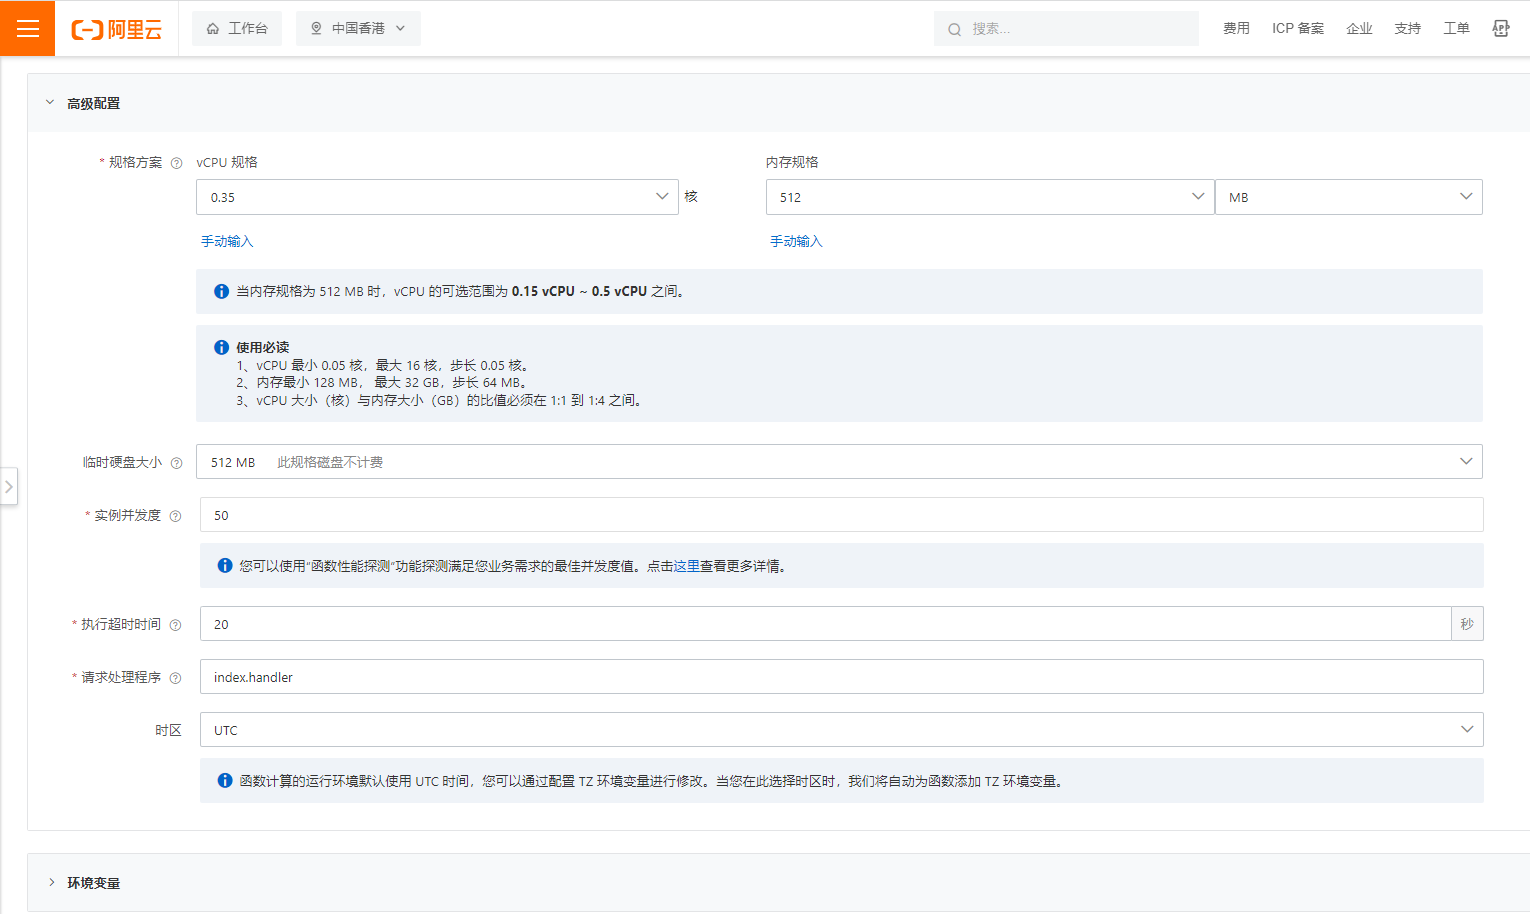 阿里云
工作台
中国香港
搜索...
费用
ICP 备案
企业
支持
工单
APP
高级配置
* 规格方案
vCPU 规格
内存规格
0.35
核
512
MB
手动输入
手动输入
当内存规格为 512 MB 时，vCPU 的可选范围为 0.15 vCPU ~ 0.5 vCPU 之间。
使用必读
1、vCPU 最小 0.05 核，最大 16 核，步长 0.05 核。
2、内存最小 128 MB， 最大 32 GB，步长 64 MB。
3、vCPU 大小（核）与内存大小（GB）的比值必须在 1:1 到 1:4 之间。
临时硬盘大小
512 MB 此规格磁盘不计费
* 实例并发度
50
您可以使用“函数性能探测”功能探测满足您业务需求的最佳并发度值。点击这里查看更多详情。
* 执行超时时间
20
秒
* 请求处理程序
index.handler
时区
UTC
函数计算的运行环境默认使用 UTC 时间，您可以通过配置 TZ 环境变量进行修改。当您在此选择时区时，我们将自动为函数添加 TZ 环境变量。
环境变量